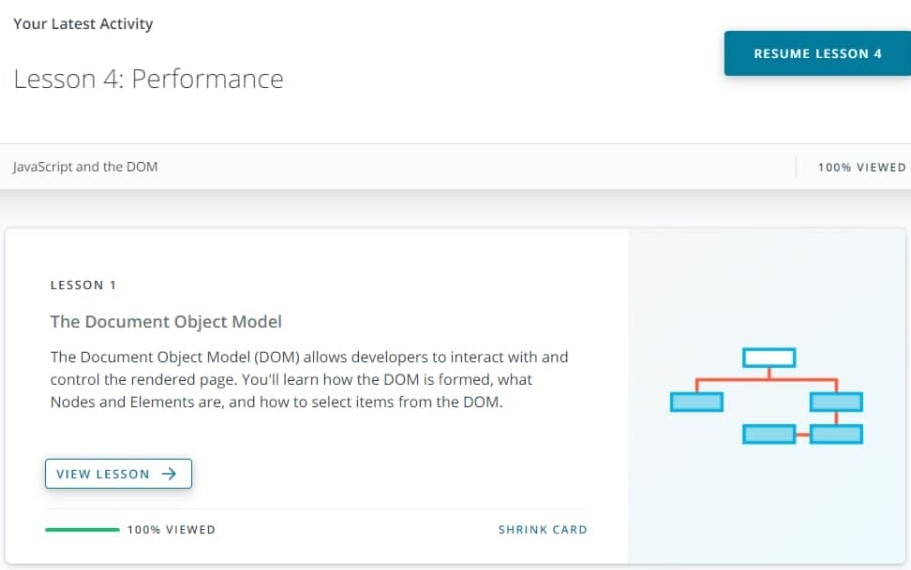 Your Latest Activity
RESUME LESSON 4
Lesson 4: Performance
JavaScript and the DOM
100% VIEWED
LESSON 1
The Document Object Model
The Document Object Model (DOM) allows developers to interact with and
control the rendered page. You'll learn how the DOM is formed, what
Nodes and Elements are, and how to select items from the DOM.
VIEW LESSON
100% VIEWED
SHRINK CARD